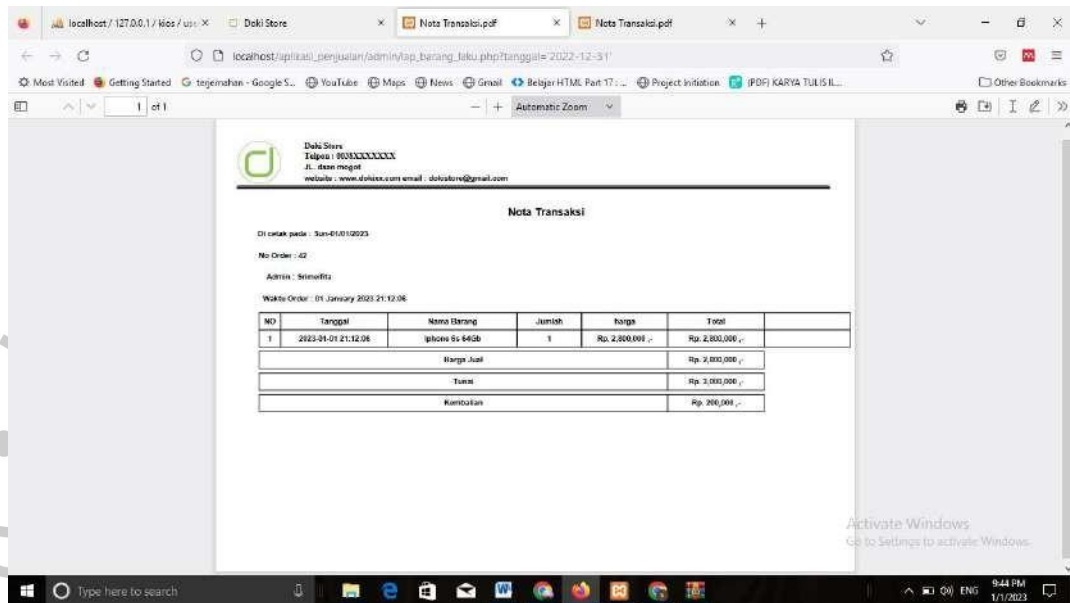 localhost / 127.0.0.1 / kios / use
Doki Store
Nota Transaksi.pdf
Nota Transaksi.pdf
localhost/aplikasi_penjualan/admin/lap_barang_laku.php?tanggal='2022-12-31'
Most Visited
Getting Started
terjemahan - Google S...
YouTube
Maps
News
Gmail
Belajar HTML Part 17 : ...
Project Initiation
(PDF) KARYA TULIS IL...
Other Bookmarks
1 of 1
Automatic Zoom
Doki Store
Telpon : 0038XXXXXXX
JL. daan mogot
website : www.dokixx.com email : dokistore@gmail.com
Nota Transaksi
Di cetak pada : Sun-01/01/2023
No Order : 42
Admin : Srimelfita
Waktu Order : 01 January 2023 21:12:06
NO Tanggal Nama Barang Jumlah harga Total
1 2023-01-01 21:12:06 Iphone 6s 64Gb 1 Rp. 2,800,000 ,- Rp. 2,800,000 ,-
Harga Jual Rp. 2,800,000 ,-
Tunai Rp. 3,000,000 ,-
Kembalian Rp. 200,000 ,-
Activate Windows
Go to Settings to activate Windows.
Type here to search
ENG
9:44 PM
1/1/2023